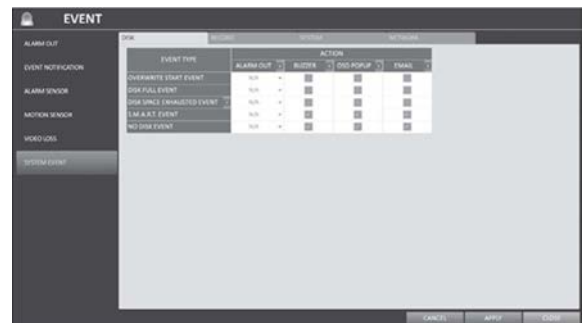 EVENT
ALARM OUT
EVENT NOTIFICATION
ALARM SENSOR
MOTION SENSOR
VIDEO LOSS
SYSTEM EVENT
DISK RECORD SYSTEM NETWORK
EVENT TYPE ACTION
ALARM OUT BUZZER OSD POPUP EMAIL
OVERWRITE START EVENT N/A
DISK FULL EVENT N/A
DISK SPACE EXHAUSTED EVENT N/A
S.M.A.R.T. EVENT N/A
NO DISK EVENT N/A
CANCEL APPLY CLOSE